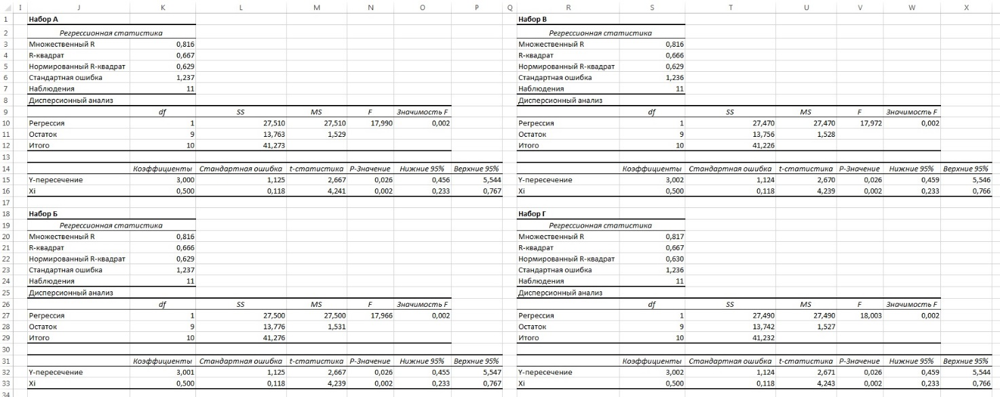 I J K L M N O P Q R S T U V W X
1 Набор А Набор В
2 Регрессионная статистика Регрессионная статистика
3 Множественный R 0,816 Множественный R 0,816
4 R-квадрат 0,667 R-квадрат 0,666
5 Нормированный R-квадрат 0,629 Нормированный R-квадрат 0,629
6 Стандартная ошибка 1,237 Стандартная ошибка 1,236
7 Наблюдения 11 Наблюдения 11
8 Дисперсионный анализ Дисперсионный анализ
9 df SS MS F Значимость F df SS MS F Значимость F
10 Регрессия 1 27,510 27,510 17,990 0,002 Регрессия 1 27,470 27,470 17,972 0,002
11 Остаток 9 13,763 1,529 Остаток 9 13,756 1,528
12 Итого 10 41,273 Итого 10 41,226
13
14 Коэффициенты Стандартная ошибка t-статистика P-Значение Нижние 95% Верхние 95% Коэффициенты Стандартная ошибка t-статистика P-Значение Нижние 95% Верхние 95%
15 Y-пересечение 3,000 1,125 2,667 0,026 0,456 5,544 Y-пересечение 3,002 1,124 2,670 0,026 0,459 5,546
16 Xi 0,500 0,118 4,241 0,002 0,233 0,767 Xi 0,500 0,118 4,239 0,002 0,233 0,766
17
18 Набор Б Набор Г
19 Регрессионная статистика Регрессионная статистика
20 Множественный R 0,816 Множественный R 0,817
21 R-квадрат 0,666 R-квадрат 0,667
22 Нормированный R-квадрат 0,629 Нормированный R-квадрат 0,630
23 Стандартная ошибка 1,237 Стандартная ошибка 1,236
24 Наблюдения 11 Наблюдения 11
25 Дисперсионный анализ Дисперсионный анализ
26 df SS MS F Значимость F df SS MS F Значимость F
27 Регрессия 1 27,500 27,500 17,966 0,002 Регрессия 1 27,490 27,490 18,003 0,002
28 Остаток 9 13,776 1,531 Остаток 9 13,742 1,527
29 Итого 10 41,276 Итого 10 41,232
30
31 Коэффициенты Стандартная ошибка t-статистика P-Значение Нижние 95% Верхние 95% Коэффициенты Стандартная ошибка t-статистика P-Значение Нижние 95% Верхние 95%
32 Y-пересечение 3,001 1,125 2,667 0,026 0,455 5,547 Y-пересечение 3,002 1,124 2,671 0,026 0,459 5,544
33 Xi 0,500 0,118 4,239 0,002 0,233 0,767 Xi 0,500 0,118 4,243 0,002 0,233 0,766
34